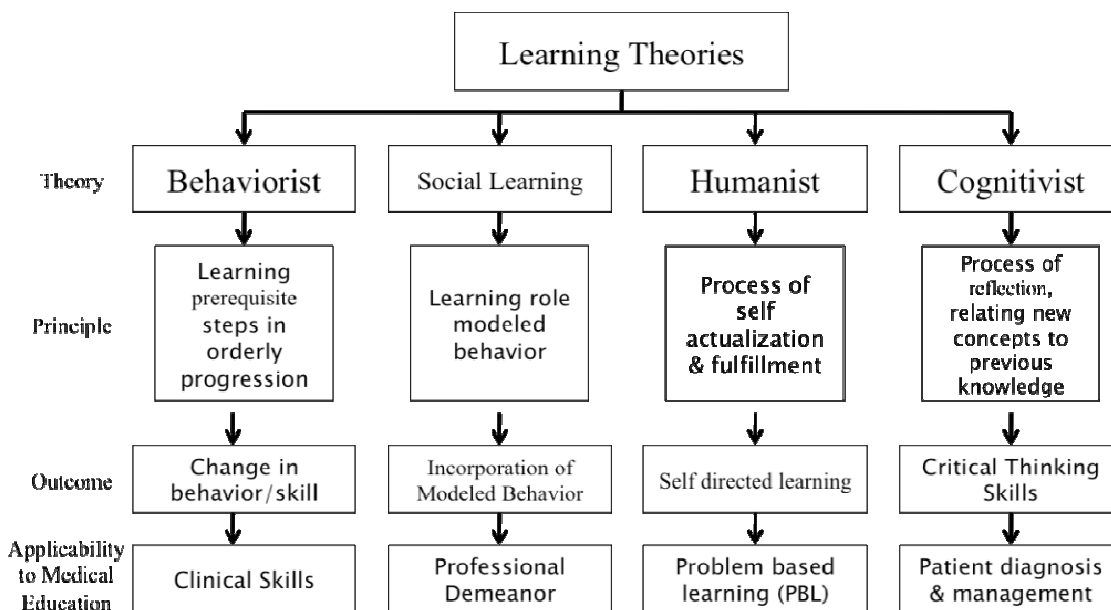 Learning Theories
Theory
Behaviorist
Social Learning
Humanist
Cognitivist
Principle
Learning
prerequisite
steps in
orderly
progression
Learning role
modeled
behavior
Process of
self
actualization
& fulfillment
Process of
reflection,
relating new
concepts to
previous
knowledge
Outcome
Change in
behavior/skill
Incorporation of
Modeled Behavior
Self directed learning
Critical Thinking
Skills
Applicability
to Medical
Education
Clinical Skills
Professional
Demeanor
Problem based
learning (PBL)
Patient diagnosis
& management